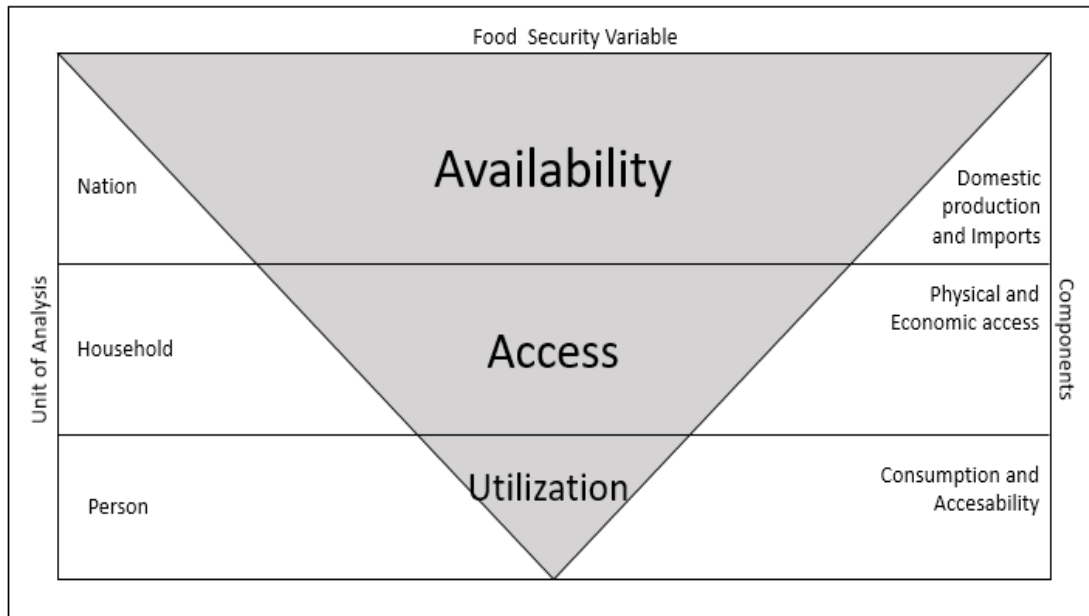 Food Security Variable
Availability
Nation
Domestic
production
and Imports
Unit of Analysis
Components
Physical and
Economic access
Household
Access
Utilization
Person
Consumption and
Accesability